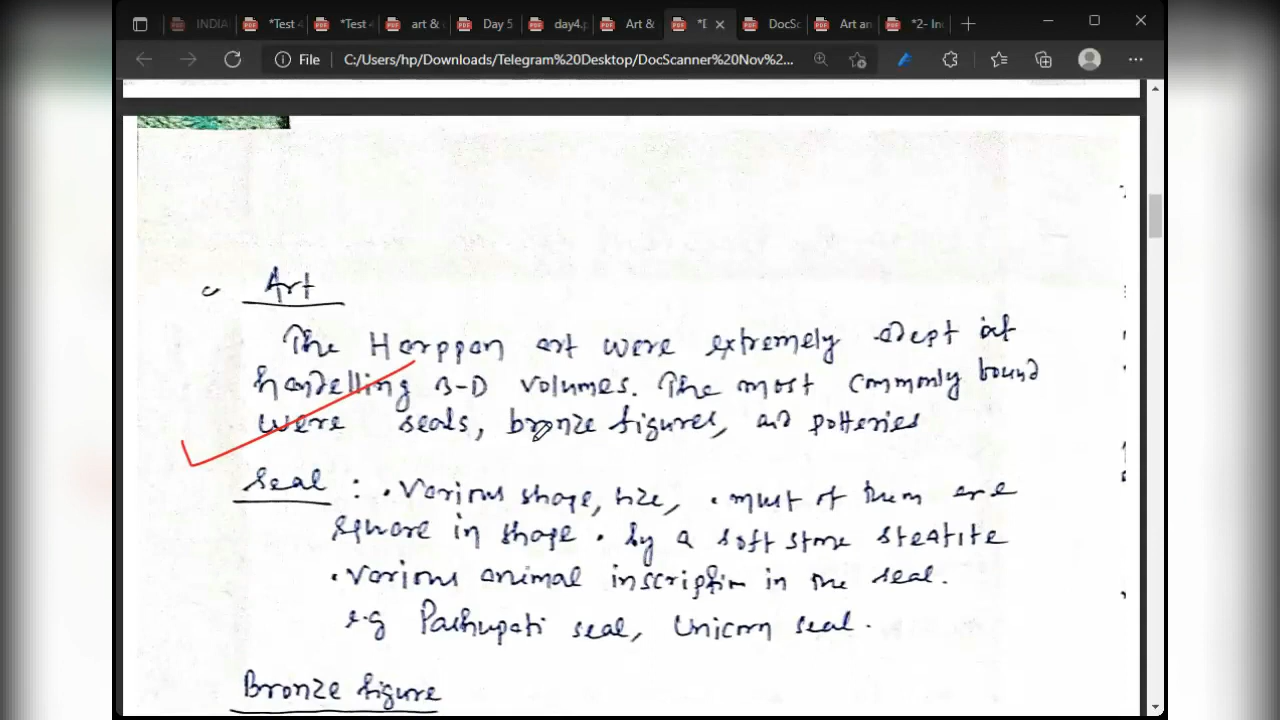 INDIA
*Test 4
*Test 4
art &
Day 5
day4.p
Art &
*D
DocSc
Art an
*2- In
File
C:/Users/hp/Downloads/Telegram%20Desktop/DocScanner%20Nov%2...
Art
The Harppan art were extremely adept at
handelling 3-D volumes. The most commonly bound
were seals, bronze figures, and potteries
Seal : • Various shape, size, • must of them are
square in shape • by a soft stone steatite
• Various animal inscription in the seal.
e.g Pashupati seal, Unicorn seal.
Bronze figure